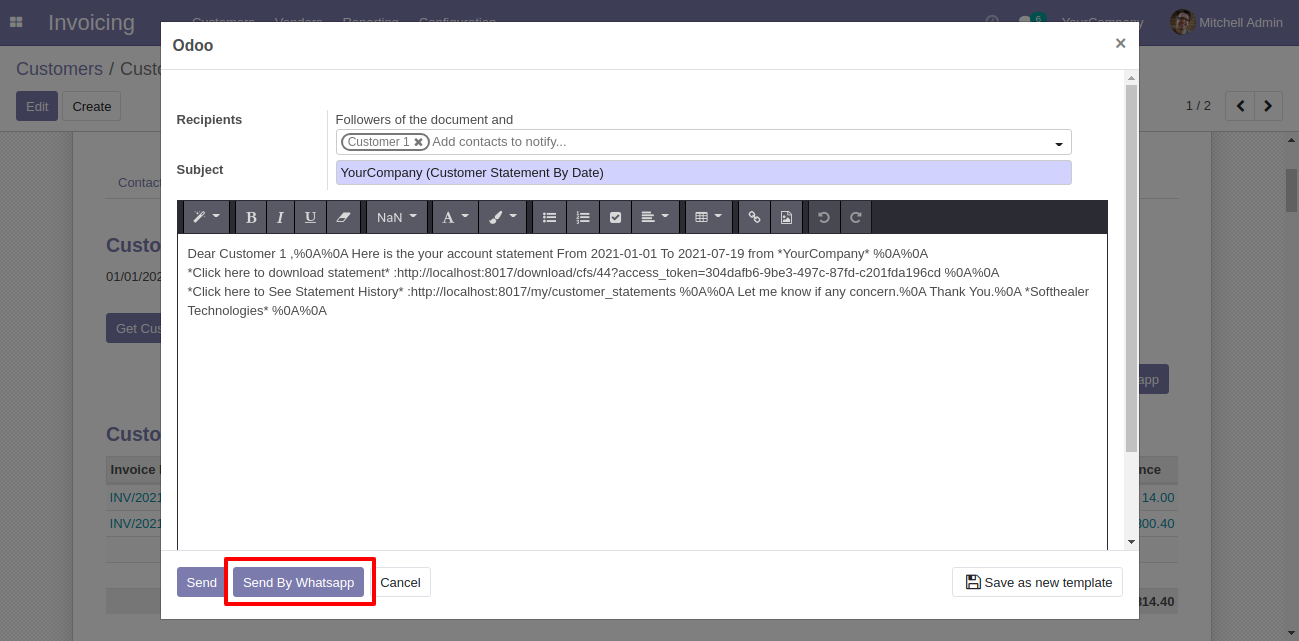 Invoicing
Customers Vendors Reporting Configuration
6
YourCompany
Mitchell Admin
Customers / Custo
Edit
Create
1 / 2
Odoo
×
Recipients
Followers of the document and
Customer 1 ✖ Add contacts to notify...
Subject
YourCompany (Customer Statement By Date)
B I U NaN A
Dear Customer 1 ,%0A%0A Here is the your account statement From 2021-01-01 To 2021-07-19 from *YourCompany* %0A%0A
*Click here to download statement* :http://localhost:8017/download/cfs/44?access_token=304dafb6-9be3-497c-87fd-c201fda196cd %0A%0A
*Click here to See Statement History* :http://localhost:8017/my/customer_statements %0A%0A Let me know if any concern.%0A Thank You.%0A *Softhealer
Technologies* %0A%0A
Send
Send By Whatsapp
Cancel
Save as new template
Contac
Custo
01/01/202
Get Cus
app
Custo
Invoice
nce
INV/2021
14.00
INV/2021
00.40
14.40